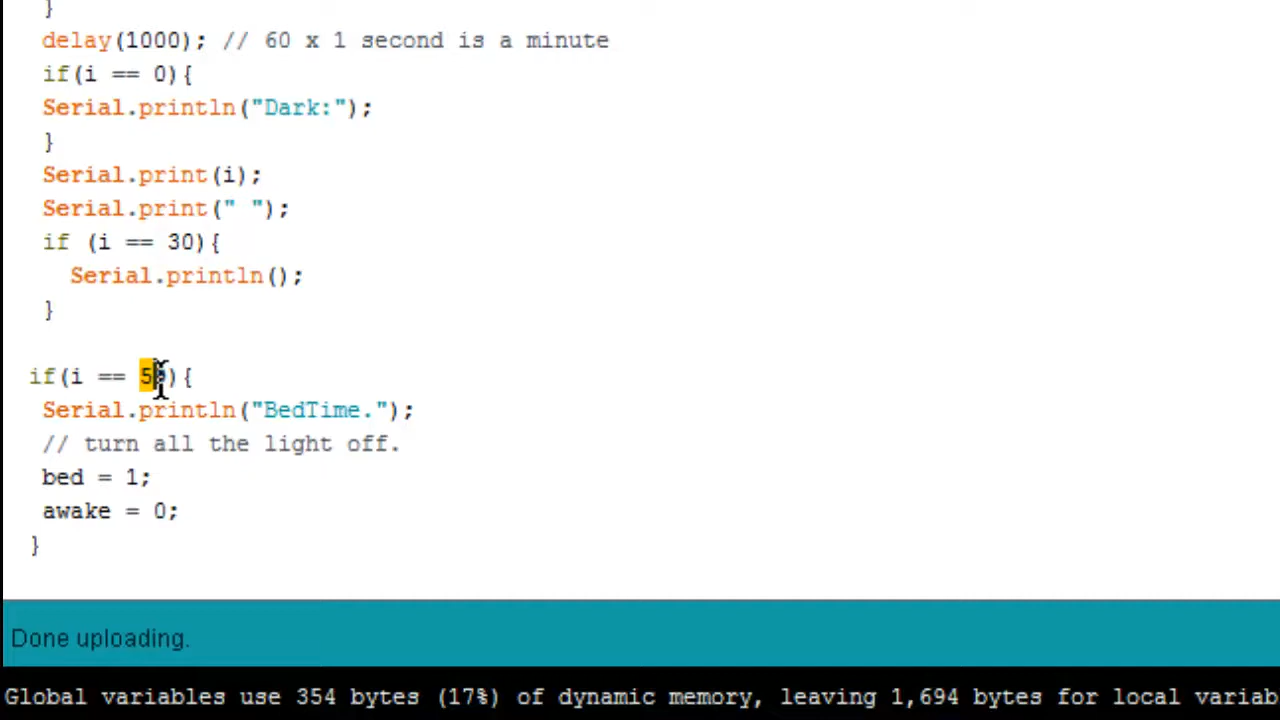 }
delay(1000); // 60 x 1 second is a minute
if(i == 0){
Serial.println("Dark:");
}
Serial.print(i);
Serial.print(" ");
if (i == 30){
Serial.println();
}
if(i == 5){
Serial.println("BedTime.");
// turn all the light off.
bed = 1;
awake = 0;
}
Done uploading.
Global variables use 354 bytes (17%) of dynamic memory, leaving 1,694 bytes for local variab